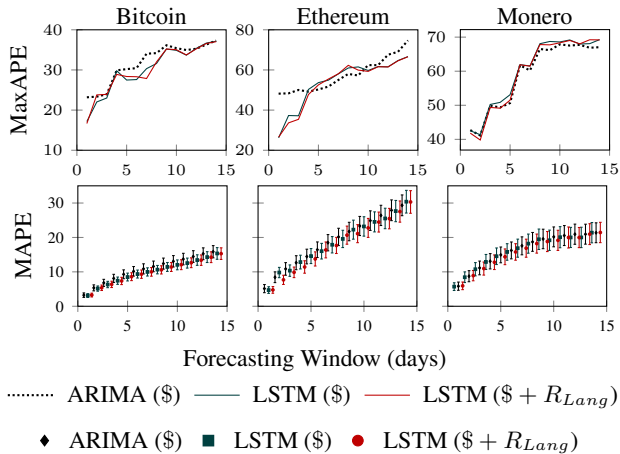 Bitcoin Ethereum Monero
MaxAPE
40
30
20
10
0 5 10 15
80
60
40
20
0 5 10 15
70
60
50
40
0 5 10 15
MAPE
30
20
10
0
0 5 10 15
0 5 10 15
0 5 10 15
Forecasting Window (days)
ARIMA ($) LSTM ($) LSTM ($ + R_Lang)
ARIMA ($) LSTM ($) LSTM ($ + R_Lang)